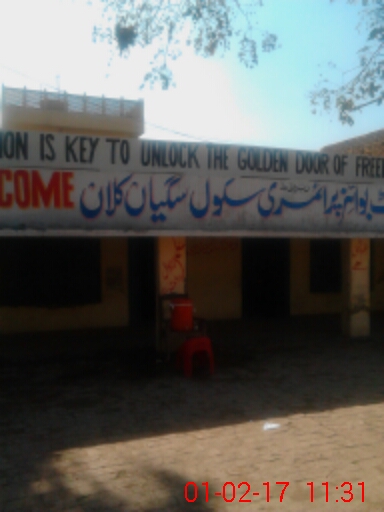 ION IS KEY TO UNLOCK THE GOLDEN DOOR OF FREE
COME ٹ بوائز پرائمری سکول سگیاں کلاں
01-02-17 11:31